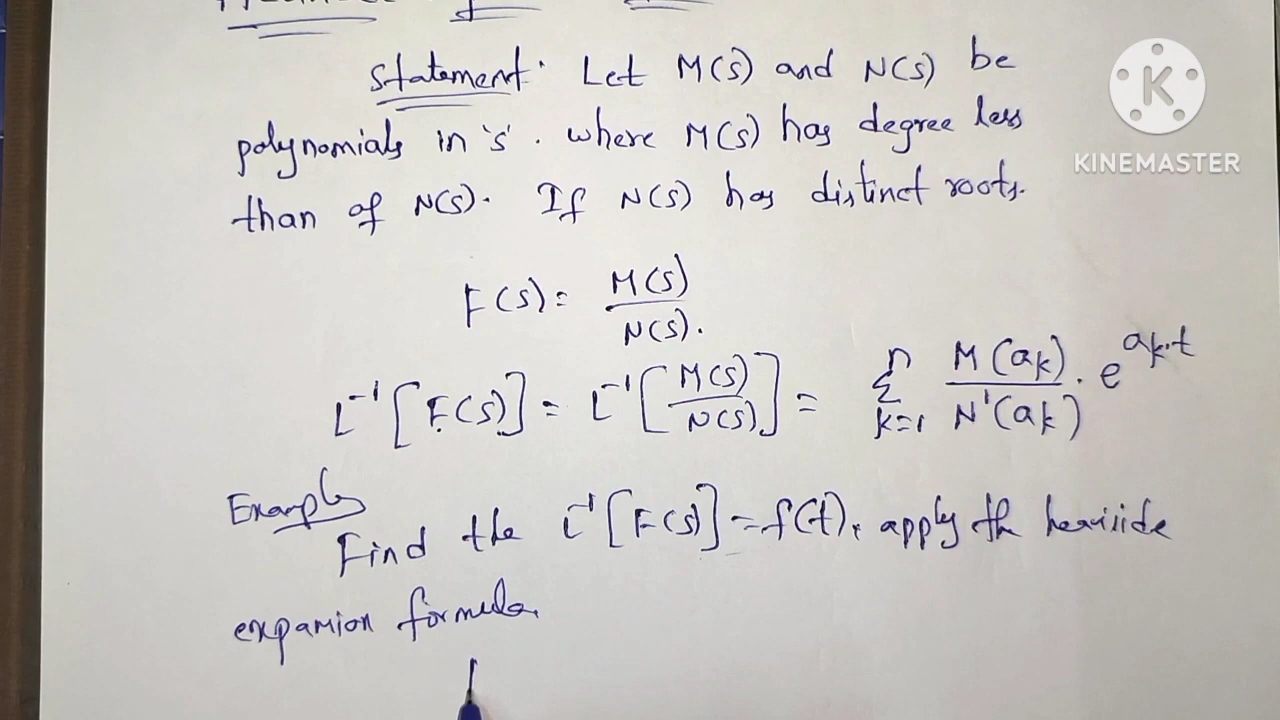 Statement. Let M(s) and N(s) be
K
KINEMASTER
polynomials in 's'. where M(s) has degree less
than of N(s). If N(s) has distinct roots.
F(s) = M(s)/N(s).
L⁻¹[F(s)] = L⁻¹[M(s)/N(s)] = Σ_{k=1}^{n} M(a_k)/N'(a_k) . e^{a_k.t}
Example
Find the L⁻¹[F(s)] = f(t). apply the
expansion formula.